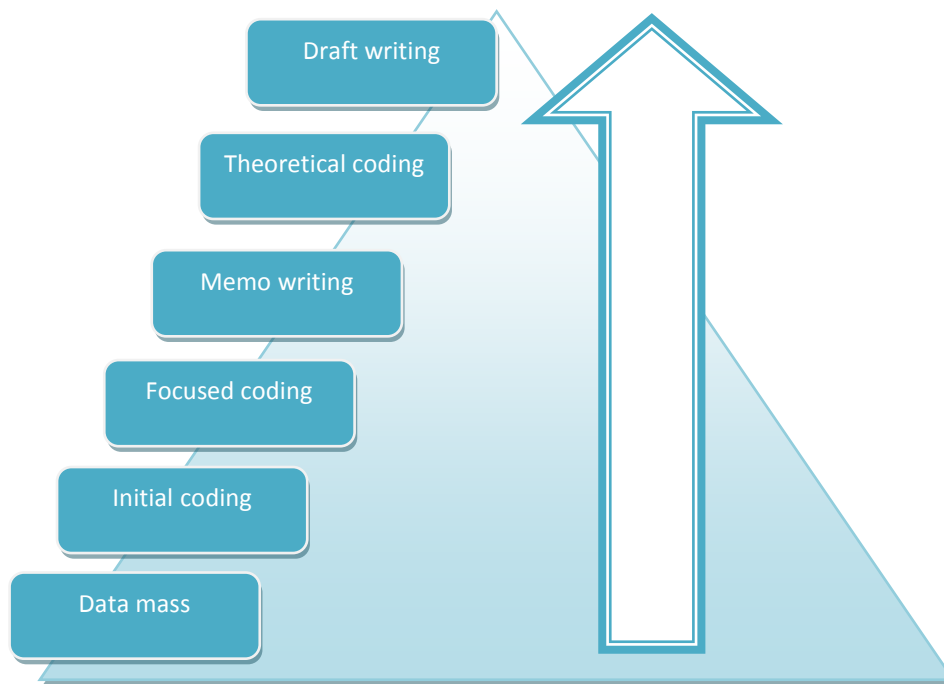 Draft writing
Theoretical coding
Memo writing
Focused coding
Initial coding
Data mass